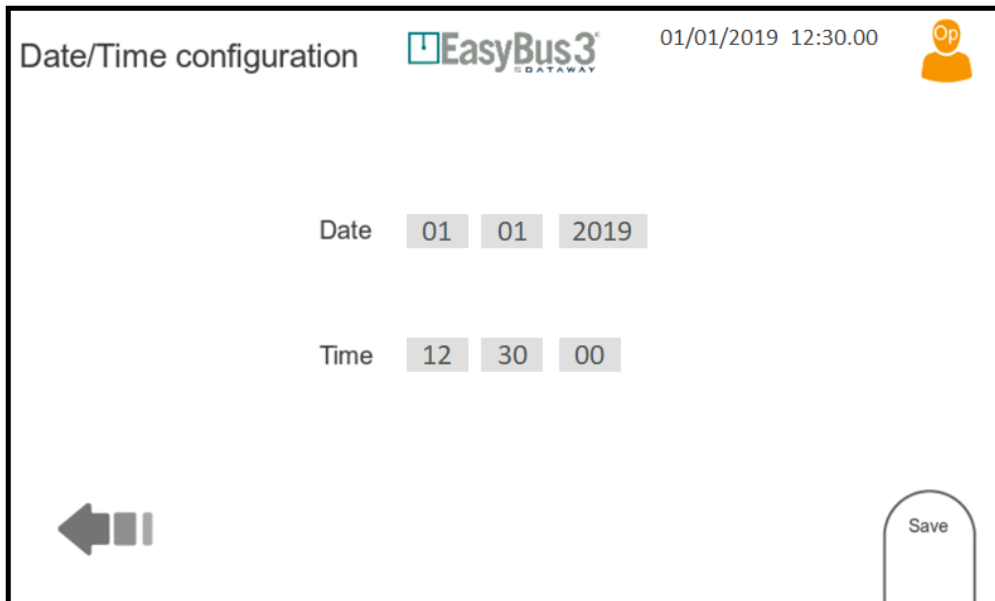 Date/Time configuration
EasyBus3
DATAWAY
01/01/2019 12:30.00
Op
Date 01 01 2019
Time 12 30 00
Save